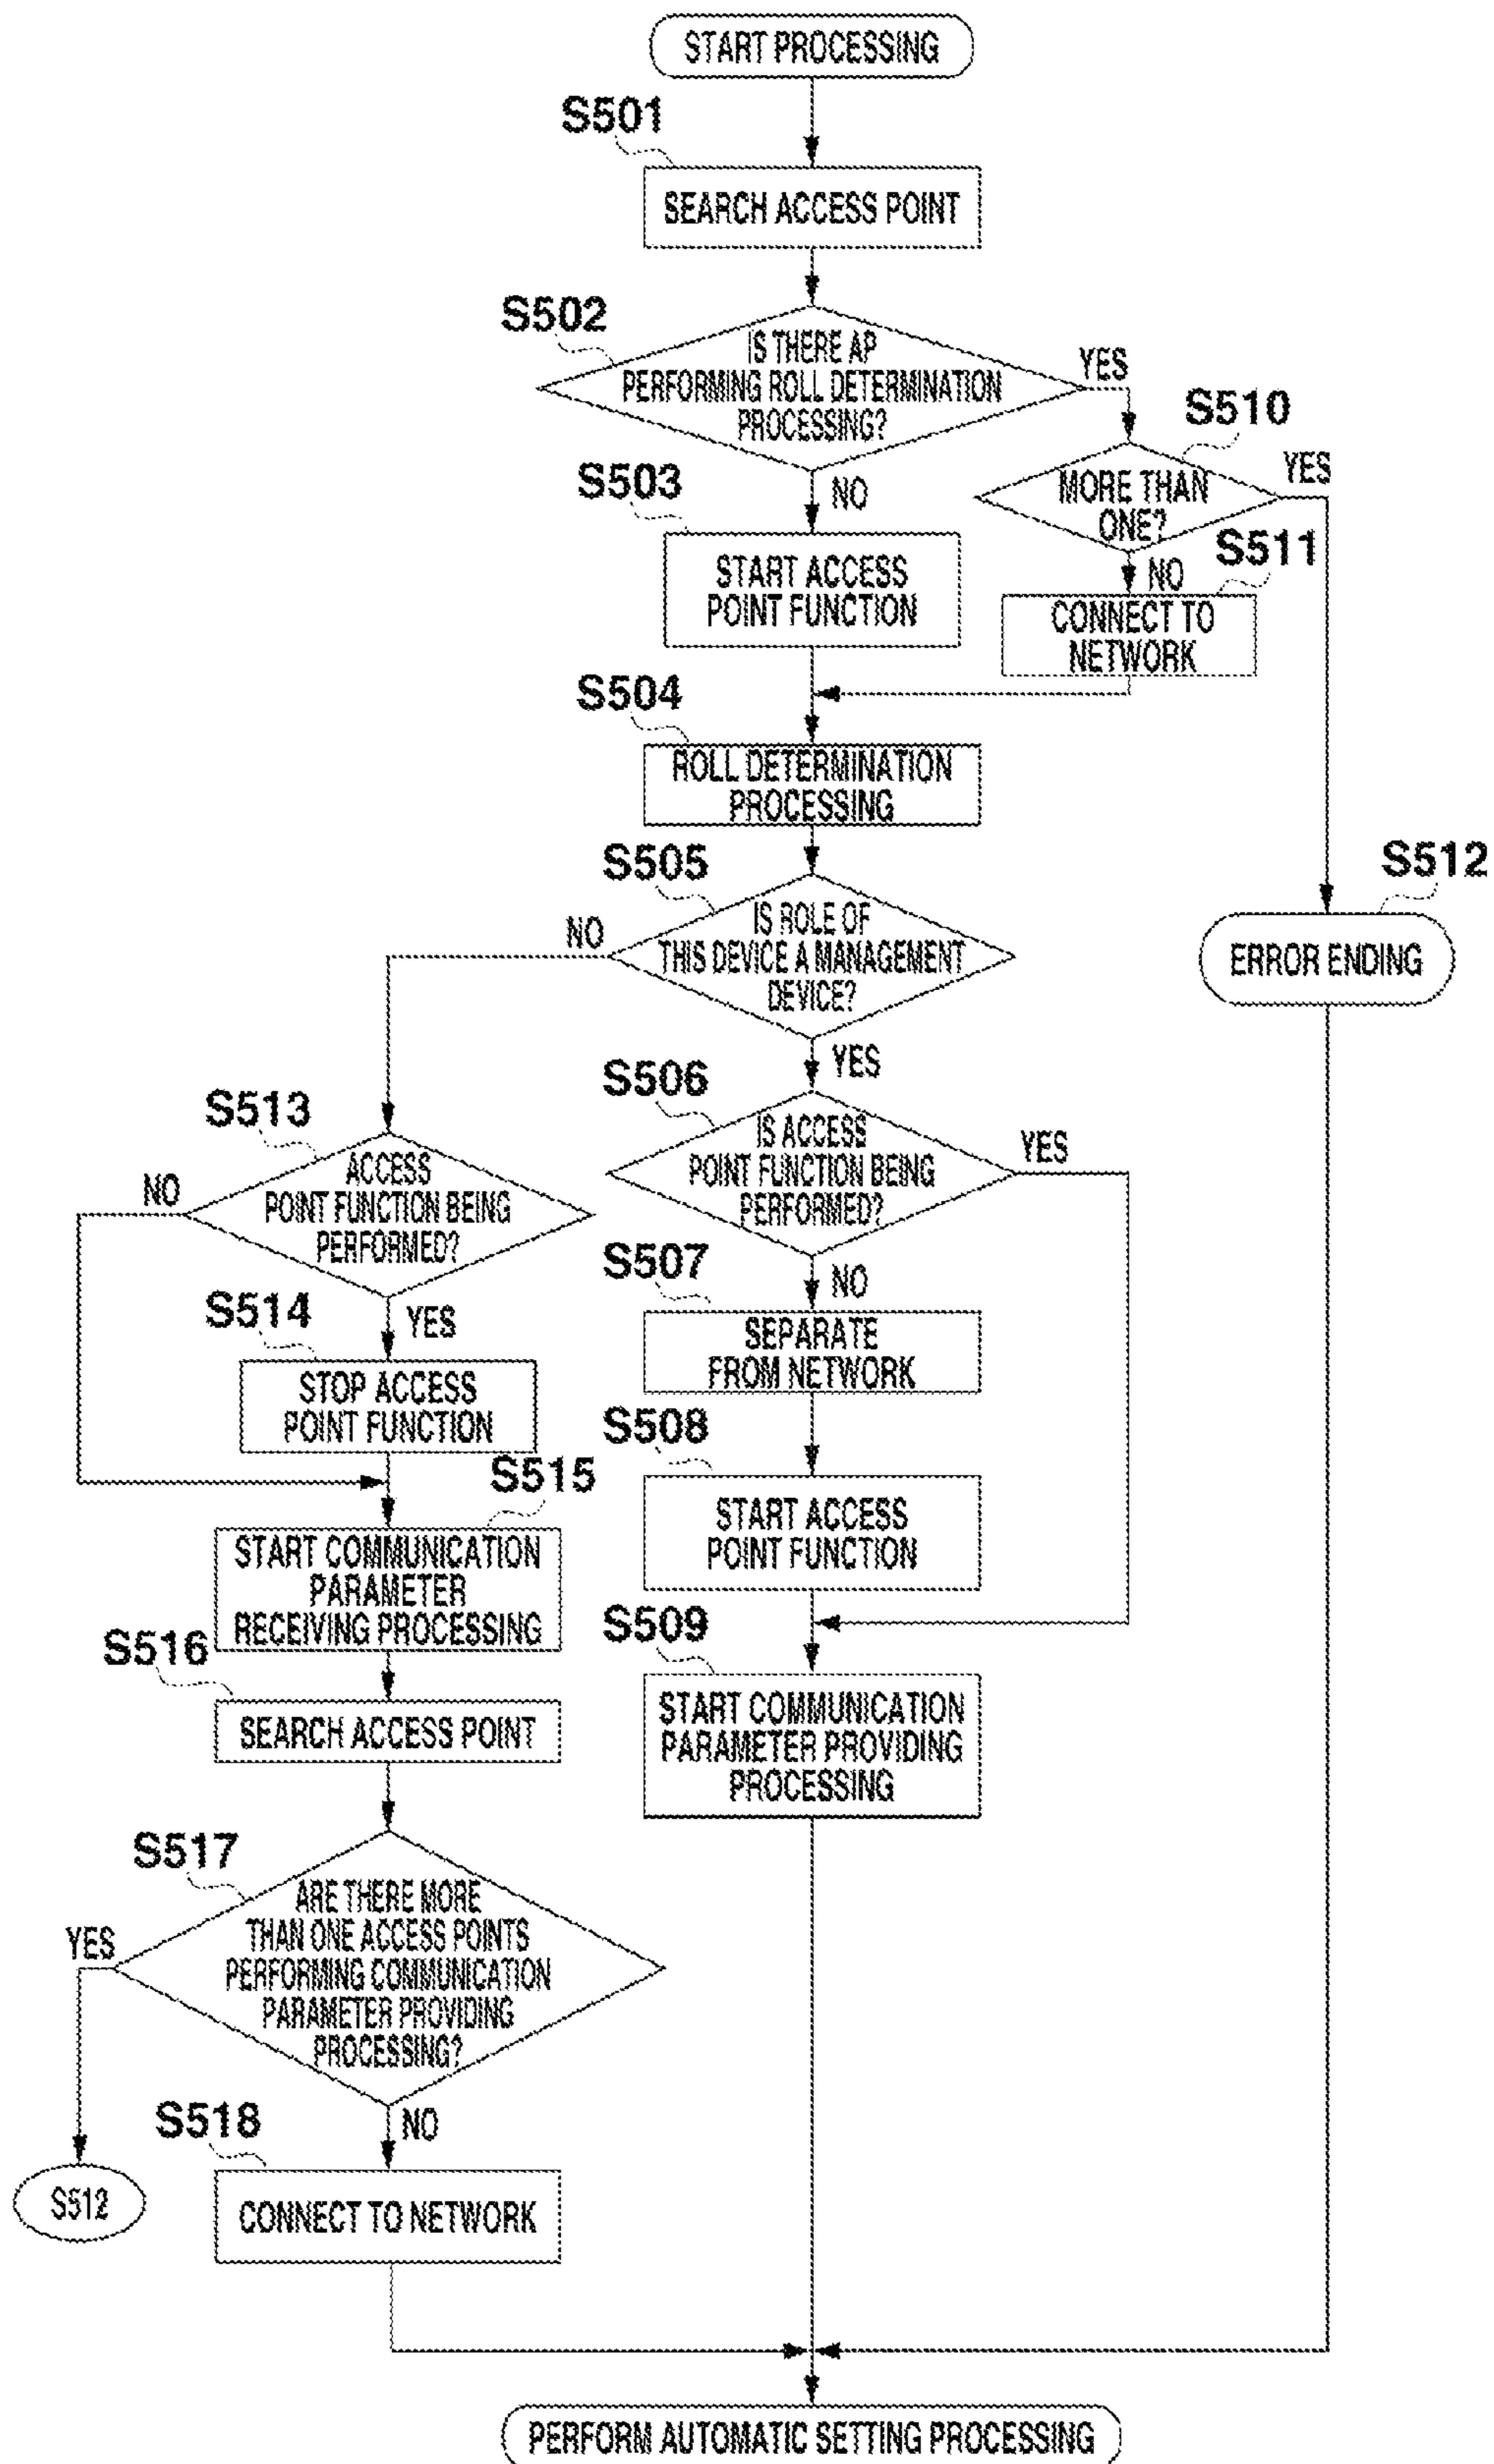 START PROCESSING
S501
SEARCH ACCESS POINT
S502
IS THERE AP
PERFORMING ROLL DETERMINATION
PROCESSING?
YES
NO
S510
MORE THAN
ONE?
YES
NO
S503
START ACCESS
POINT FUNCTION
S511
CONNECT TO
NETWORK
S504
ROLL DETERMINATION
PROCESSING
S505
IS ROLE OF
THIS DEVICE A MANAGEMENT
DEVICE?
NO
YES
S512
ERROR ENDING
S506
IS ACCESS
POINT FUNCTION BEING
PERFORMED?
YES
NO
S513
ACCESS
POINT FUNCTION BEING
PERFORMED?
NO
YES
S507
SEPARATE
FROM NETWORK
S514
STOP ACCESS
POINT FUNCTION
S508
START ACCESS
POINT FUNCTION
S515
START COMMUNICATION
PARAMETER
RECEIVING PROCESSING
S509
START COMMUNICATION
PARAMETER PROVIDING
PROCESSING
S516
SEARCH ACCESS POINT
S517
ARE THERE MORE
THAN ONE ACCESS POINTS
PERFORMING COMMUNICATION
PARAMETER PROVIDING
PROCESSING?
YES
NO
S512
S518
CONNECT TO NETWORK
PERFORM AUTOMATIC SETTING PROCESSING